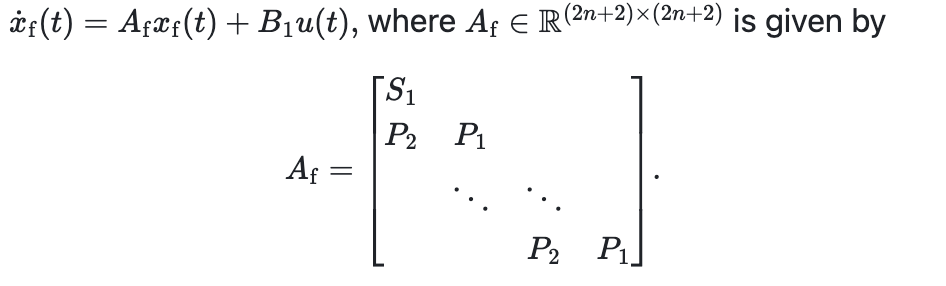 ẋ_f(t) = A_f x_f(t) + B_1 u(t), where A_f ∈ ℝ^{(2n+2)×(2n+2)} is given by
A_f = [ S_1
P_2 P_1
⋱ ⋱
P_2 P_1 ] .